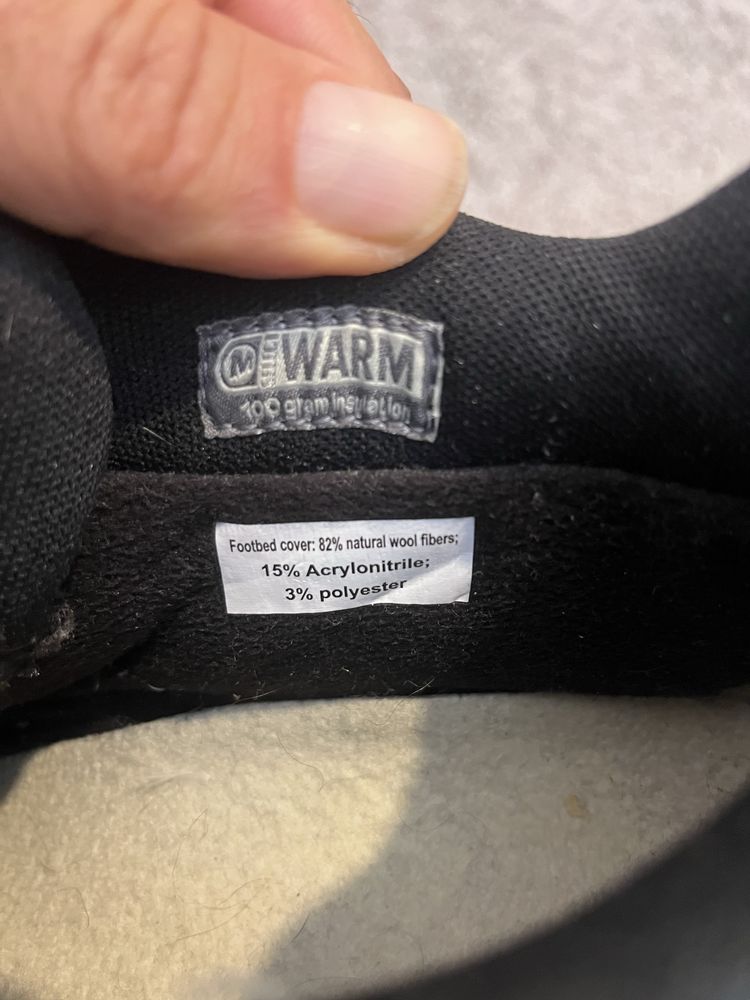 M WARM
100 gram insulation
Footbed cover: 82% natural wool fibers;
15% Acrylonitrile;
3% polyester